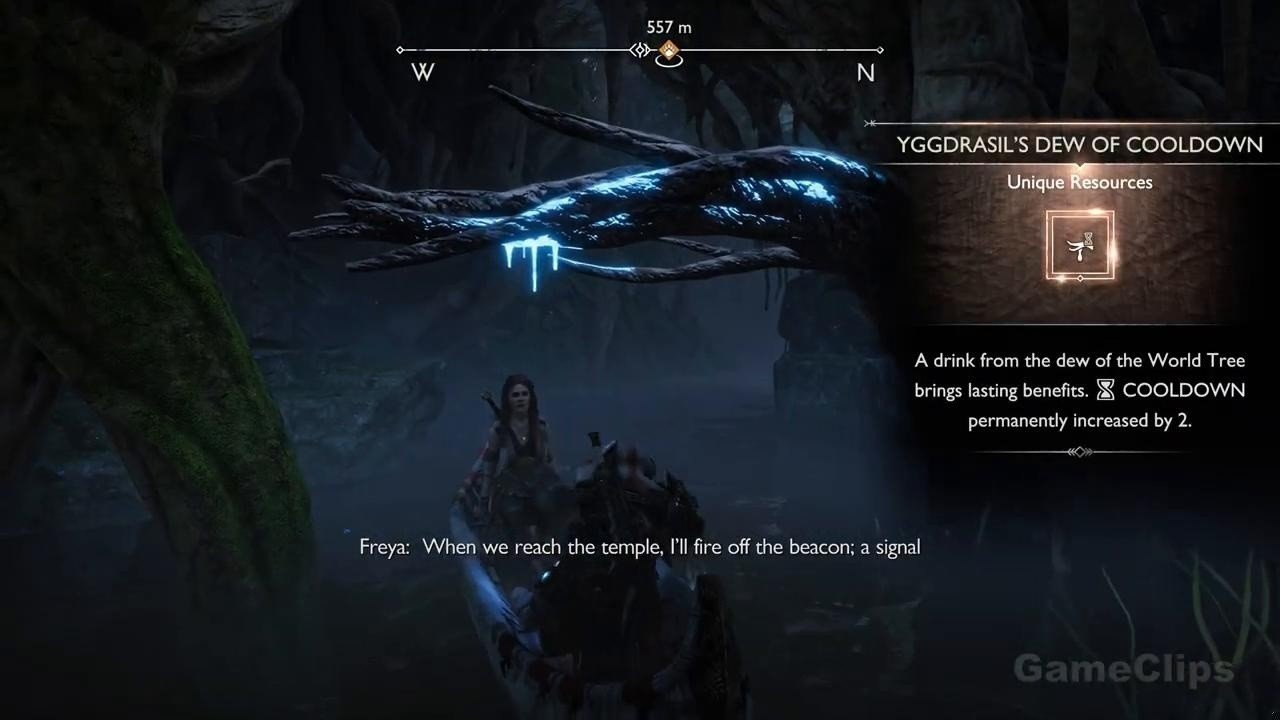 557 m
W
N
YGGDRASIL'S DEW OF COOLDOWN
Unique Resources
A drink from the dew of the World Tree
brings lasting benefits. COOLDOWN
permanently increased by 2.
Freya: When we reach the temple, I'll fire off the beacon; a signal
GameClips